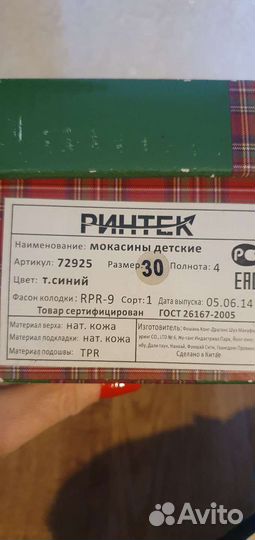 РИНТЕК
Наименование: мокасины детские
Артикул: 72925 Размер: 30 Полнота: 4
Цвет: т.синий
Фасон колодки: RPR-9 Сорт: 1 Дата выпуска: 05.06.14
Товар сертифицирован ГОСТ 26167-2005
Материал верха: нат. кожа
Материал подкладки: нат. кожа
Материал подошвы: TPR
Изготовитель: Фошань
Сделано в Китае
Avito